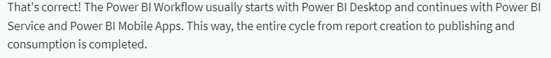 That's correct! The Power BI Workflow usually starts with Power BI Desktop and continues with Power BI
Service and Power BI Mobile Apps. This way, the entire cycle from report creation to publishing and
consumption is completed.